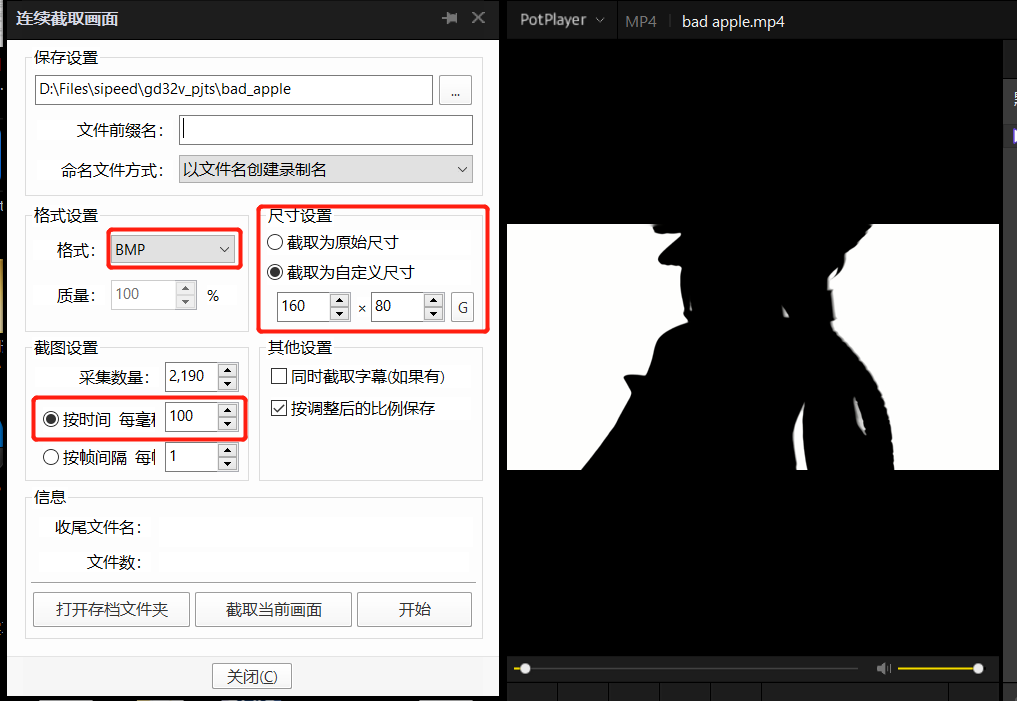 连续截取画面
保存设置
D:\Files\sipeed\gd32v_pjts\bad_apple
...
文件前缀名：
命名文件方式： 以文件名创建录制名
格式设置
格式： BMP
质量： 100 %
尺寸设置
截取为原始尺寸
截取为自定义尺寸
160 × 80 G
截图设置
采集数量： 2,190
按时间 每毫 100
按帧间隔 每 1
其他设置
同时截取字幕(如果有)
按调整后的比例保存
信息
收尾文件名：
文件数：
打开存档文件夹 截取当前画面 开始
关闭(C)
PotPlayer MP4 bad apple.mp4